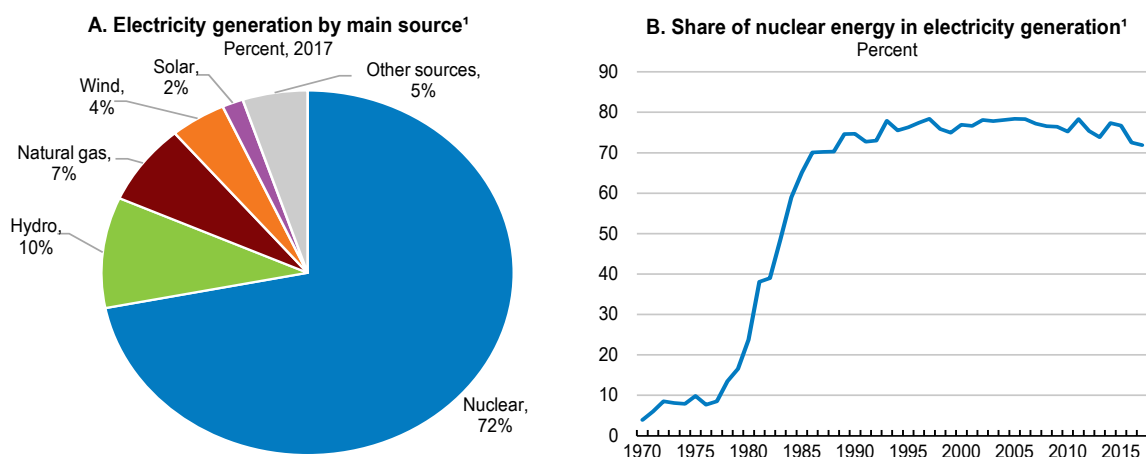 A. Electricity generation by main source¹
Percent, 2017
Solar,
2%
Other sources,
5%
Wind,
4%
Natural gas,
7%
Hydro,
10%
Nuclear,
72%
B. Share of nuclear energy in electricity generation¹
Percent
90
80
70
60
50
40
30
20
10
0
1970 1975 1980 1985 1990 1995 2000 2005 2010 2015